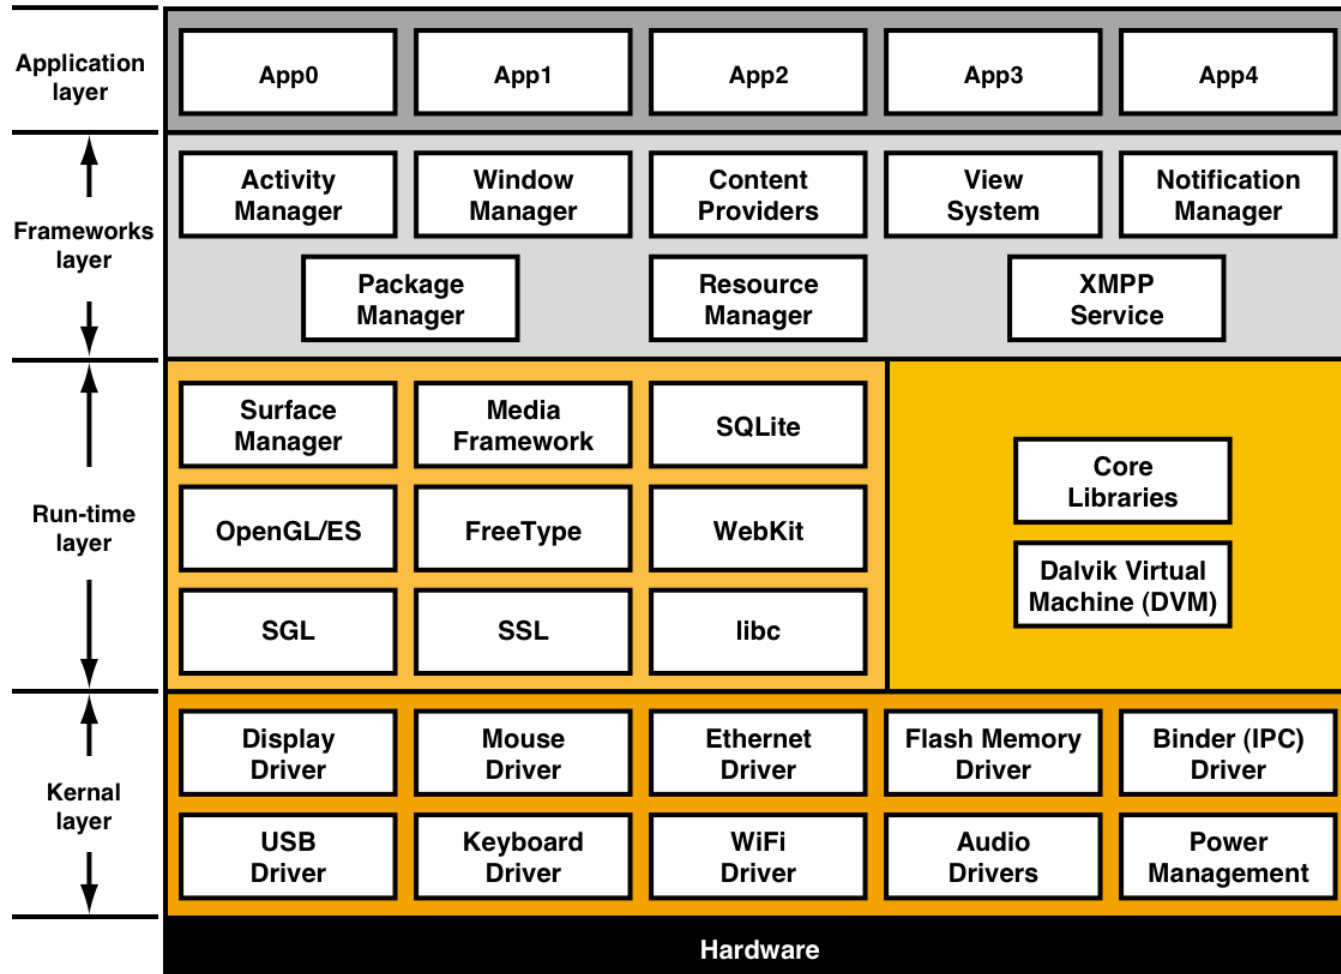 Application
layer
App0
App1
App2
App3
App4
Frameworks
layer
Activity
Manager
Window
Manager
Content
Providers
View
System
Notification
Manager
Package
Manager
Resource
Manager
XMPP
Service
Run-time
layer
Surface
Manager
Media
Framework
SQLite
OpenGL/ES
FreeType
WebKit
SGL
SSL
libc
Core
Libraries
Dalvik Virtual
Machine (DVM)
Kernal
layer
Display
Driver
Mouse
Driver
Ethernet
Driver
Flash Memory
Driver
Binder (IPC)
Driver
USB
Driver
Keyboard
Driver
WiFi
Driver
Audio
Drivers
Power
Management
Hardware